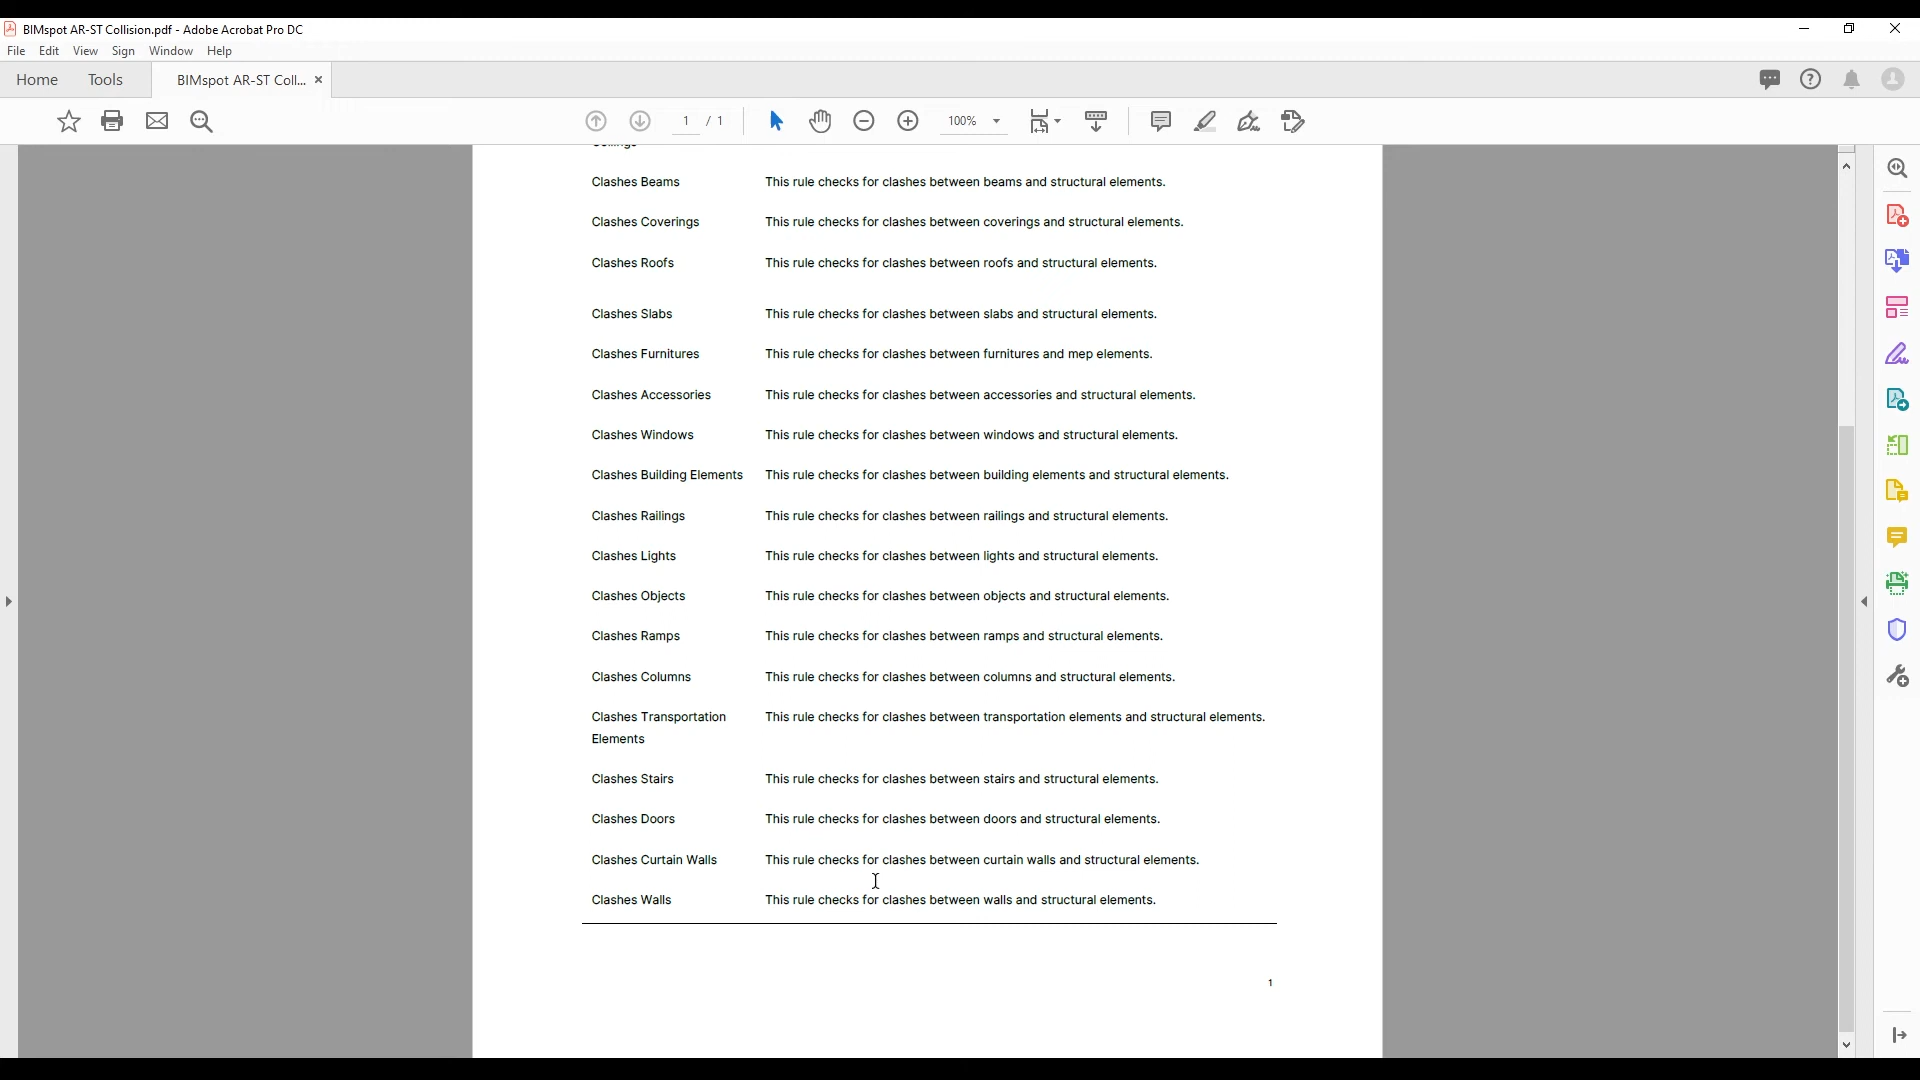 BIMspot AR-ST Collision.pdf - Adobe Acrobat Pro DC
File Edit View Sign Window Help
Home Tools BIMspot AR-ST Coll... ×
1 / 1 100%
Clashes Beams This rule checks for clashes between beams and structural elements.
Clashes Coverings This rule checks for clashes between coverings and structural elements.
Clashes Roofs This rule checks for clashes between roofs and structural elements.
Clashes Slabs This rule checks for clashes between slabs and structural elements.
Clashes Furnitures This rule checks for clashes between furnitures and mep elements.
Clashes Accessories This rule checks for clashes between accessories and structural elements.
Clashes Windows This rule checks for clashes between windows and structural elements.
Clashes Building Elements This rule checks for clashes between building elements and structural elements.
Clashes Railings This rule checks for clashes between railings and structural elements.
Clashes Lights This rule checks for clashes between lights and structural elements.
Clashes Objects This rule checks for clashes between objects and structural elements.
Clashes Ramps This rule checks for clashes between ramps and structural elements.
Clashes Columns This rule checks for clashes between columns and structural elements.
Clashes Transportation This rule checks for clashes between transportation elements and structural elements.
Elements
Clashes Stairs This rule checks for clashes between stairs and structural elements.
Clashes Doors This rule checks for clashes between doors and structural elements.
Clashes Curtain Walls This rule checks for clashes between curtain walls and structural elements.
Clashes Walls This rule checks for clashes between walls and structural elements.
1